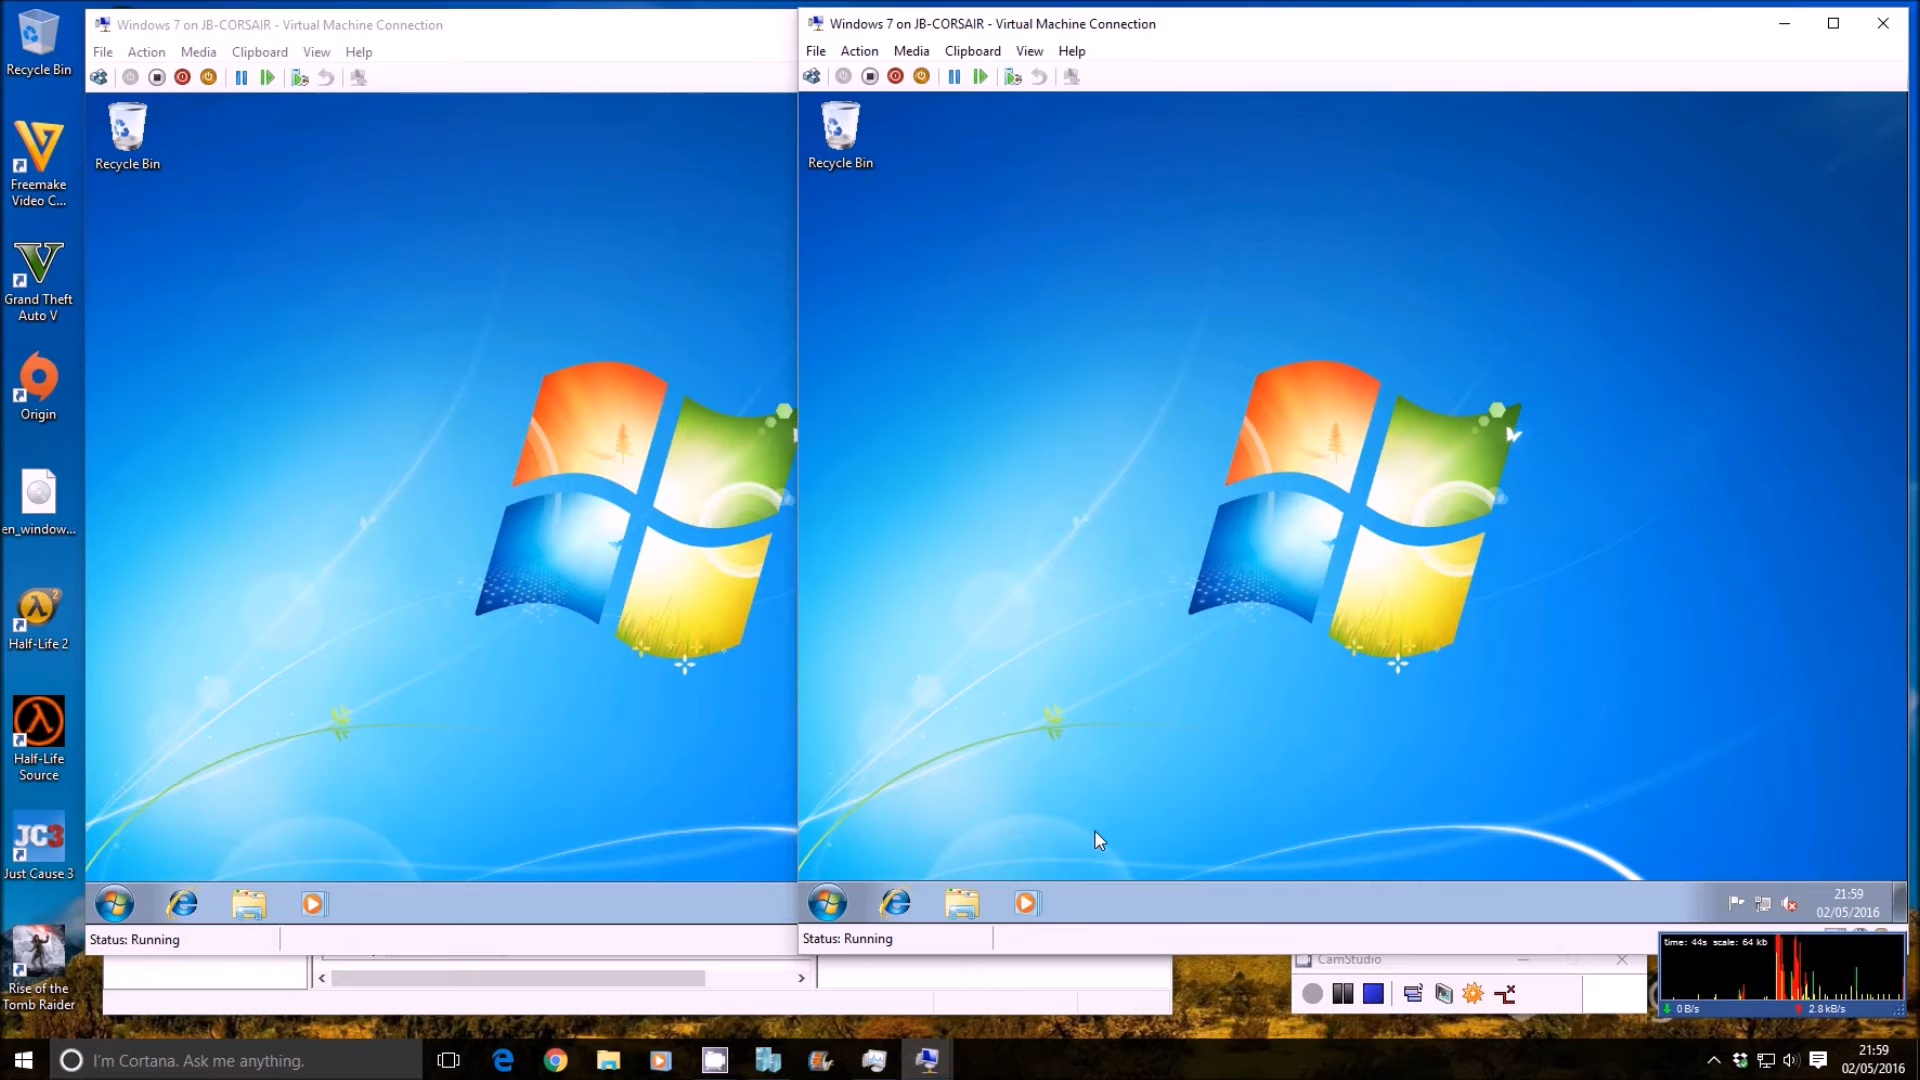 Recycle Bin
Freemake
Video C...
Grand Theft
Auto V
Origin
en_window...
Half-Life 2
Half-Life
Source
JC3
Just Cause 3
Rise of the
Tomb Raider
Windows 7 on JB-CORSAIR - Virtual Machine Connection
File Action Media Clipboard View Help
Recycle Bin
Status: Running
Windows 7 on JB-CORSAIR - Virtual Machine Connection
File Action Media Clipboard View Help
Recycle Bin
21:59
02/05/2016
Status: Running
CamStudio
time: 44s scale: 64 kb
0 B/s 2.8 kB/s
I'm Cortana. Ask me anything.
21:59
02/05/2016